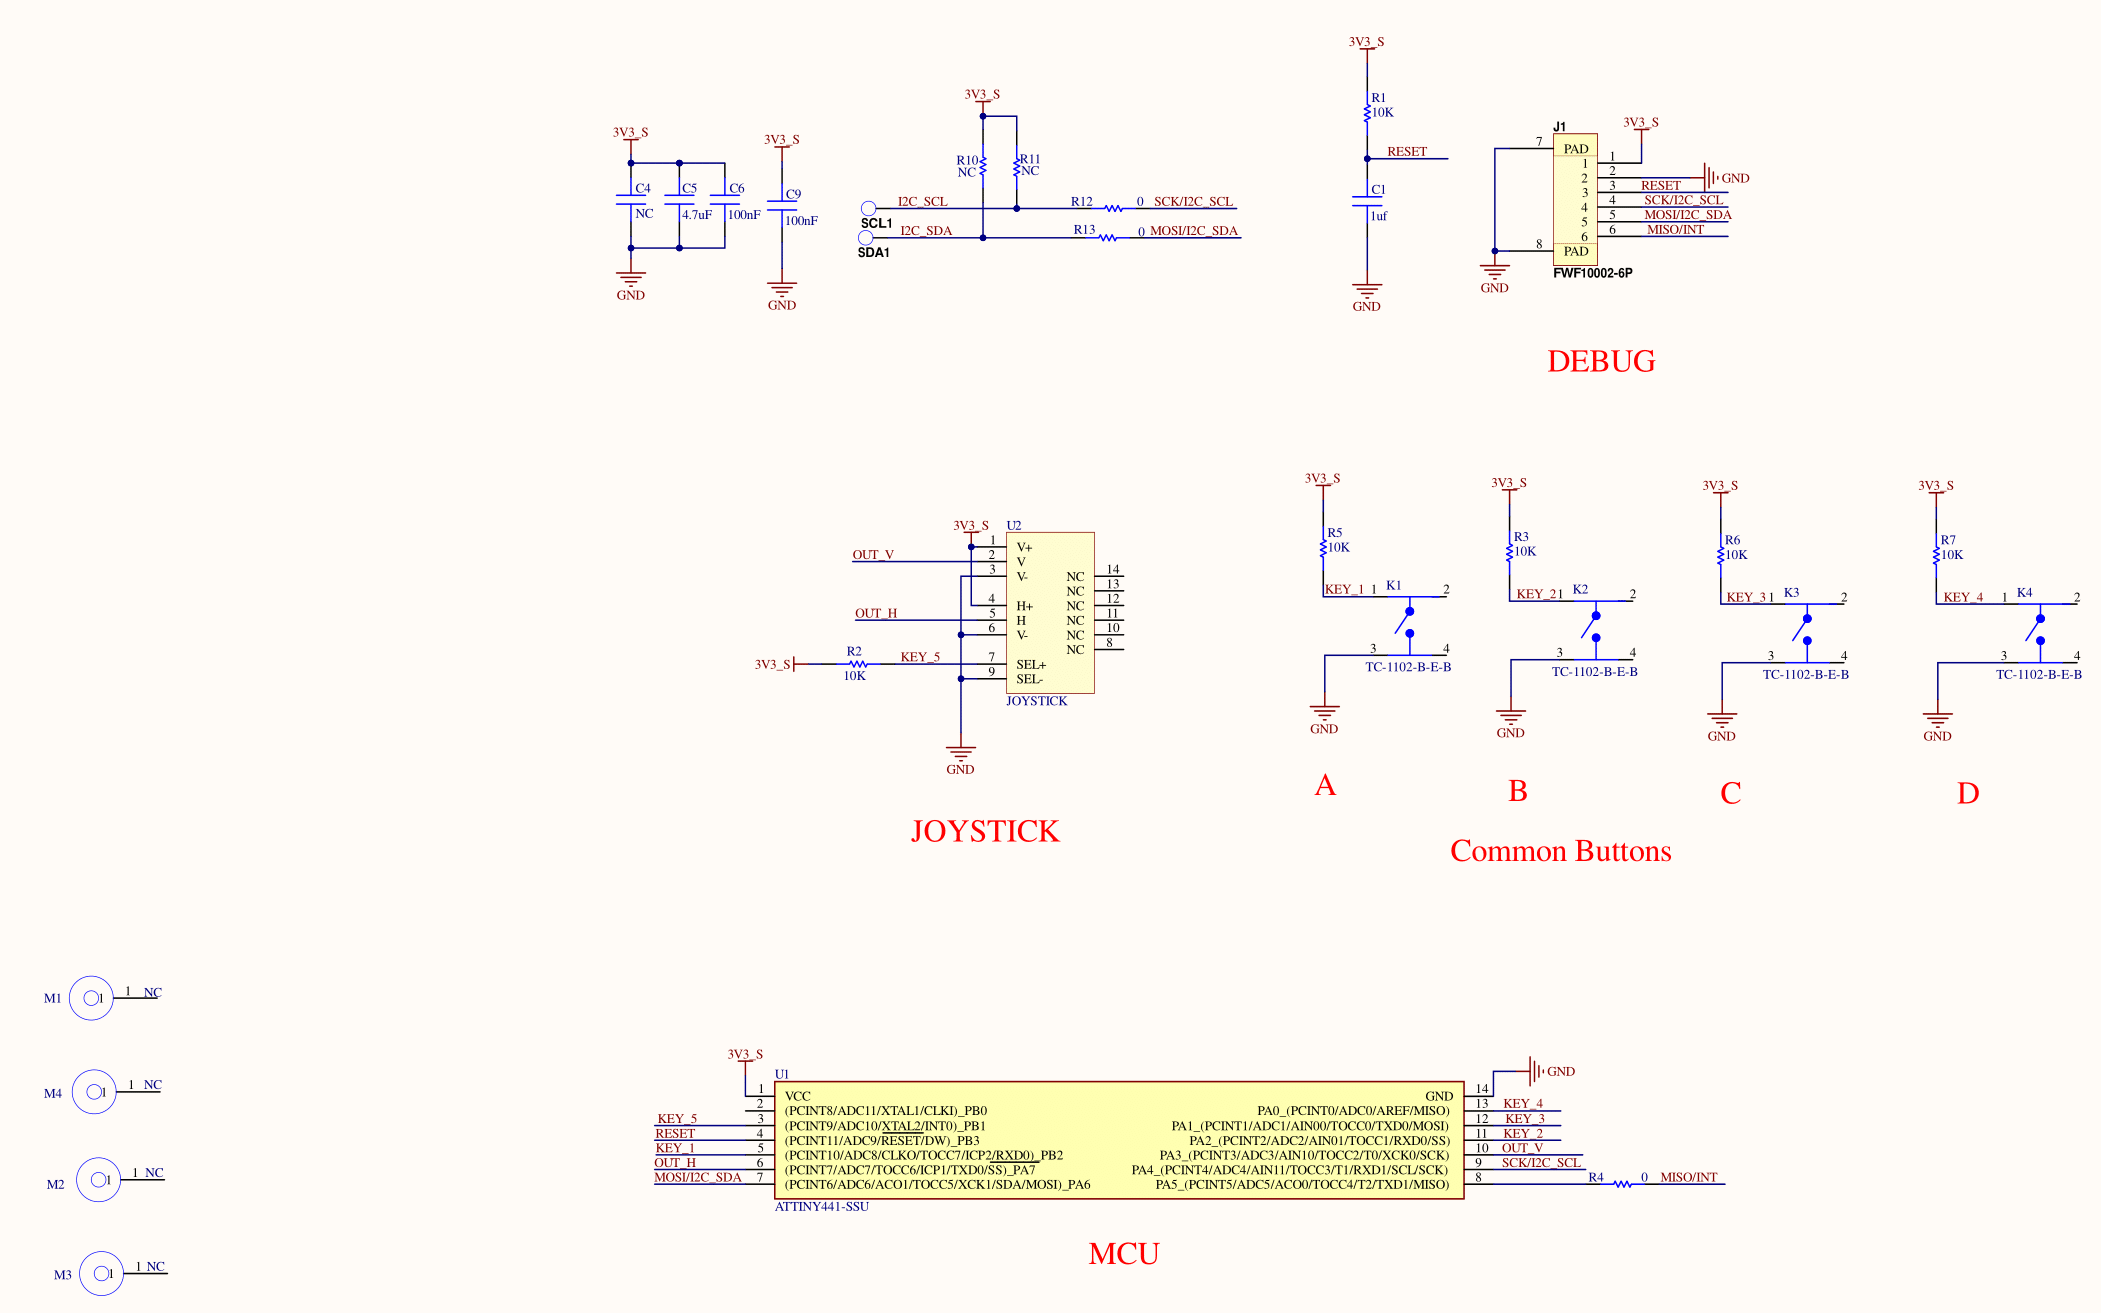 3V3_S
C4
NC
C5
4.7uF
C6
100nF
GND
3V3_S
C9
100nF
GND
3V3_S
R10
NC
R11
NC
I2C_SCL
R12
0
SCK/I2C_SCL
SCL1
I2C_SDA
R13
0
MOSI/I2C_SDA
SDA1
3V3_S
R1
10K
RESET
C1
1uf
GND
J1
3V3_S
7
PAD
1
1
2
2
GND
3
3
RESET
4
4
SCK/I2C_SCL
5
5
MOSI/I2C_SDA
6
6
MISO/INT
8
PAD
FWF10002-6P
GND
DEBUG
3V3_S
U2
1
V+
OUT_V
2
V
3
V-
NC
14
NC
13
4
H+
NC
12
OUT_H
5
H
NC
11
6
V-
NC
10
NC
8
3V3_S
R2
10K
KEY_5
7
SEL+
9
SEL-
JOYSTICK
GND
JOYSTICK
3V3_S
R5
10K
KEY_1
1
K1
2
3
4
TC-1102-B-E-B
GND
A
3V3_S
R3
10K
KEY_2
1
K2
2
3
4
TC-1102-B-E-B
GND
B
3V3_S
R6
10K
KEY_3
1
K3
2
3
4
TC-1102-B-E-B
GND
C
3V3_S
R7
10K
KEY_4
1
K4
2
3
4
TC-1102-B-E-B
GND
D
Common Buttons
M1
1
1
NC
M4
1
1
NC
M2
1
1
NC
M3
1
1
NC
3V3_S
U1
1
VCC
2
(PCINT8/ADC11/XTAL1/CLKI)_PB0
KEY_5
3
(PCINT9/ADC10/XTAL2/INT0)_PB1
RESET
4
(PCINT11/ADC9/RESET/DW)_PB3
KEY_1
5
(PCINT10/ADC8/CLKO/TOCC7/ICP2/RXD0)_PB2
OUT_H
6
(PCINT7/ADC7/TOCC6/ICP1/TXD0/SS)_PA7
MOSI/I2C_SDA
7
(PCINT6/ADC6/ACO1/TOCC5/XCK1/SDA/MOSI)_PA6
GND
14
GND
PA0_(PCINT0/ADC0/AREF/MISO)
13
KEY_4
PA1_(PCINT1/ADC1/AIN00/TOCC0/TXD0/MOSI)
12
KEY_3
PA2_(PCINT2/ADC2/AIN01/TOCC1/RXD0/SS)
11
KEY_2
PA3_(PCINT3/ADC3/AIN10/TOCC2/T0/XCK0/SCK)
10
OUT_V
PA4_(PCINT4/ADC4/AIN11/TOCC3/T1/RXD1/SCL/SCK)
9
SCK/I2C_SCL
PA5_(PCINT5/ADC5/ACO0/TOCC4/T2/TXD1/MISO)
8
R4
0
MISO/INT
ATTINY441-SSU
MCU